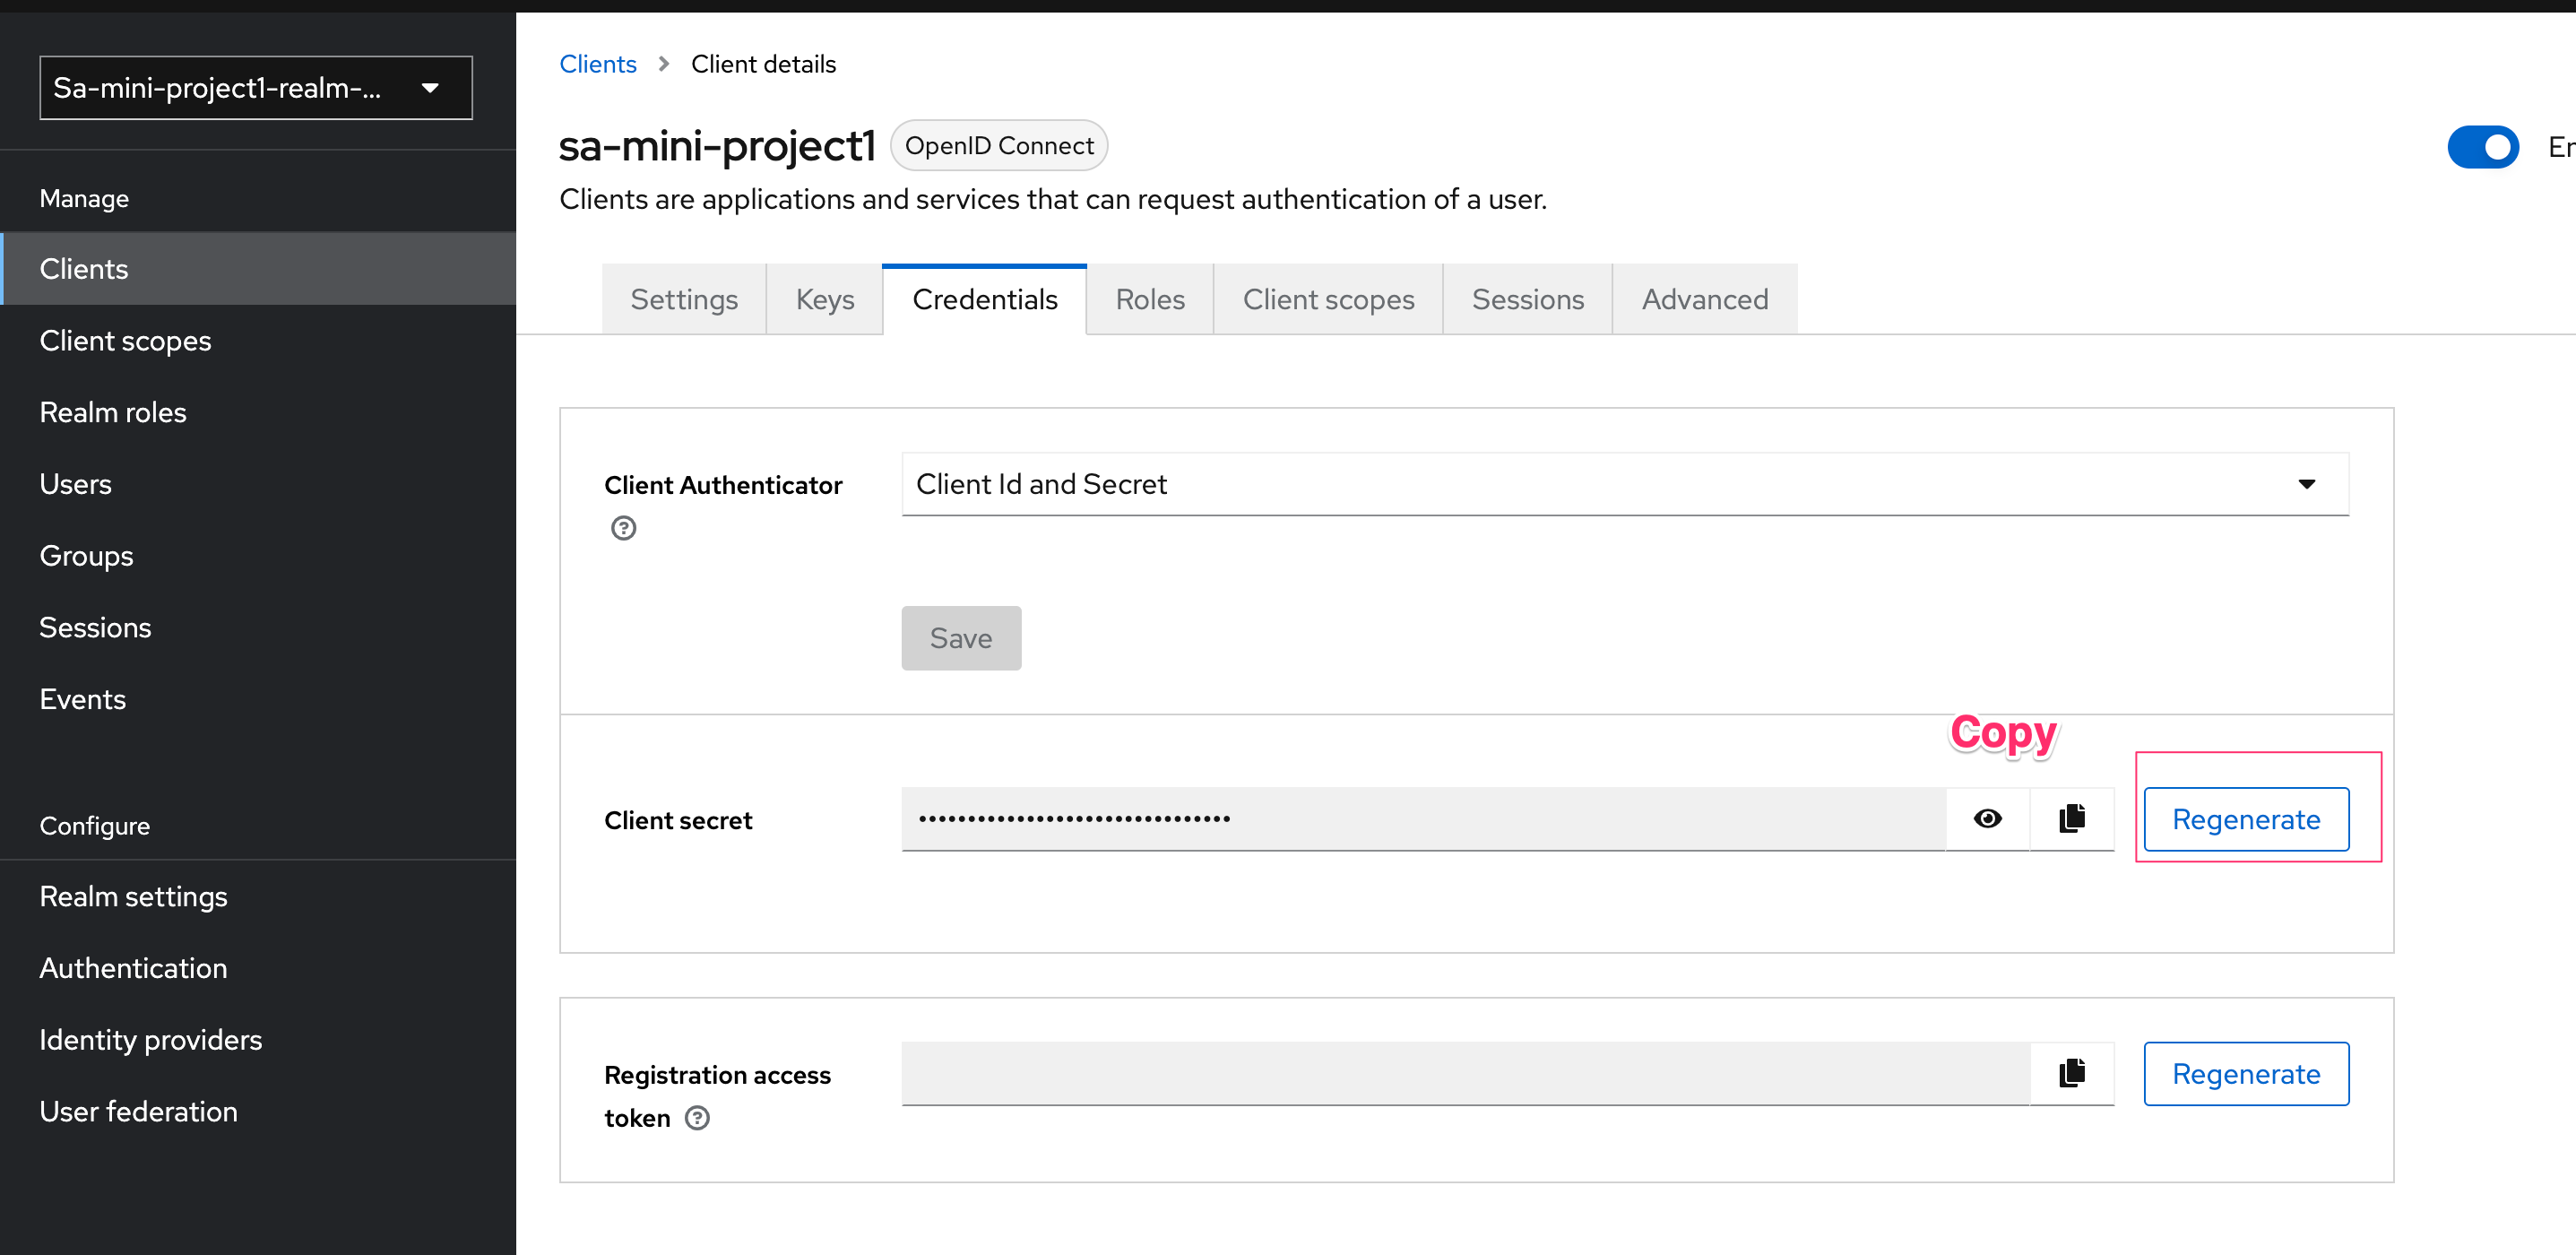 Sa-mini-project1-realm-...
Manage
Clients
Client scopes
Realm roles
Users
Groups
Sessions
Events
Configure
Realm settings
Authentication
Identity providers
User federation
Clients > Client details
sa-mini-project1 OpenID Connect
En
Clients are applications and services that can request authentication of a user.
Settings Keys Credentials Roles Client scopes Sessions Advanced
Client Authenticator
Client Id and Secret
Save
Copy
Client secret
Regenerate
Registration access
token
Regenerate